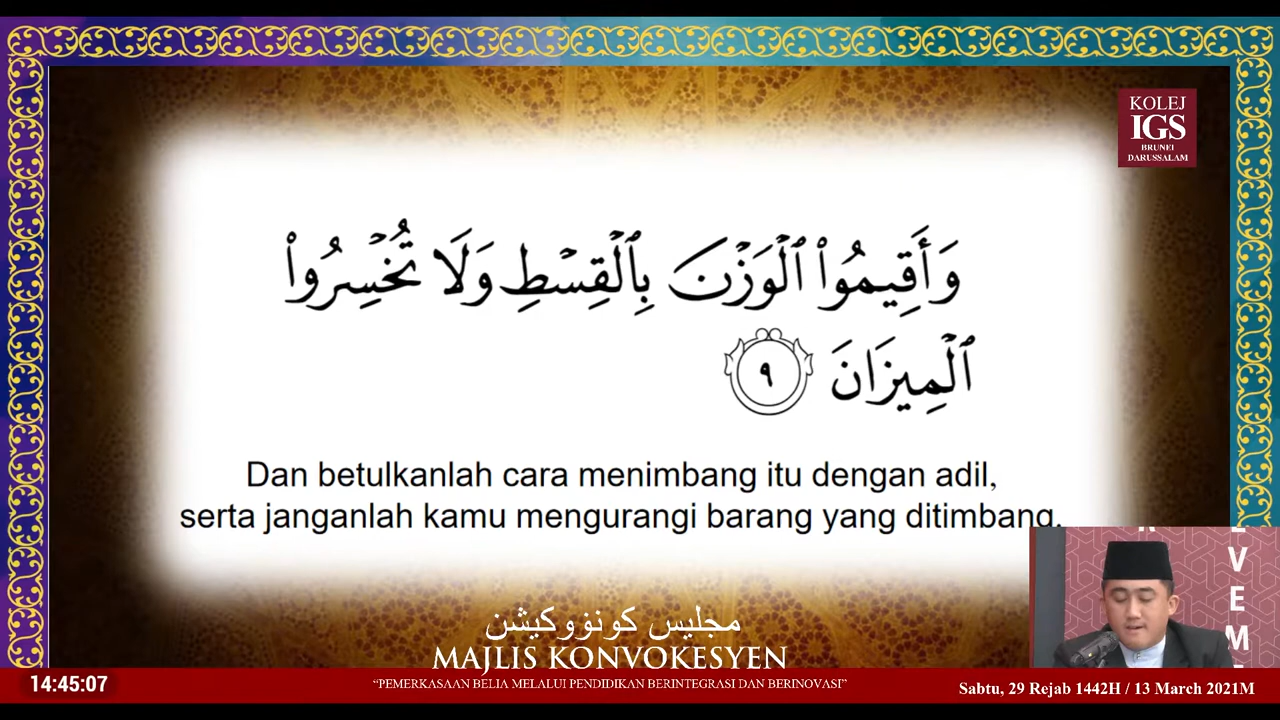 KOLEJ
IGS
BRUNEI
DARUSSALAM
وَأَقِيمُوا۟ ٱلْوَزْنَ بِٱلْقِسْطِ وَلَا تُخْسِرُوا۟
ٱلْمِيزَانَ ٩
Dan betulkanlah cara menimbang itu dengan adil,
serta janganlah kamu mengurangi barang yang ditimbang.
E
V
E
M
مجليس كونۏوكيشن
MAJLIS KONVOKESYEN
“PEMERKASAAN BELIA MELALUI PENDIDIKAN BERINTEGRASI DAN BERINOVASI”
14:45:07
Sabtu, 29 Rejab 1442H / 13 March 2021M